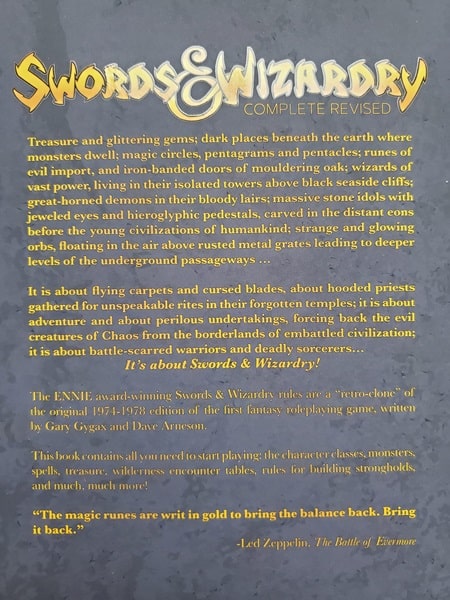 SWORDS & WIZARDRY
COMPLETE REVISED
Treasure and glittering gems; dark places beneath the earth where
monsters dwell; magic circles, pentagrams and pentacles; runes of
evil import, and iron-banded doors of mouldering oak; wizards of
vast power, living in their isolated towers above black seaside cliffs;
great-horned demons in their bloody lairs; massive stone idols with
jeweled eyes and hieroglyphic pedestals, carved in the distant eons
before the young civilizations of humankind; strange and glowing
orbs, floating in the air above rusted metal grates leading to deeper
levels of the underground passageways ...
It is about flying carpets and cursed blades, about hooded priests
gathered for unspeakable rites in their forgotten temples; it is about
adventure and about perilous undertakings, forcing back the evil
creatures of Chaos from the borderlands of embattled civilization;
it is about battle-scarred warriors and deadly sorcerers...
It's about Swords & Wizardry!
The ENNIE award-winning Swords & Wizardry rules are a "retro-clone" of
the original 1974-1978 edition of the first fantasy roleplaying game, written
by Gary Gygax and Dave Arneson.
This book contains all you need to start playing: the character classes, monsters,
spells, treasure, wilderness encounter tables, rules for building strongholds,
and much, much more!
"The magic runes are writ in gold to bring the balance back. Bring
it back."
-Led Zeppelin, The Battle of Evermore